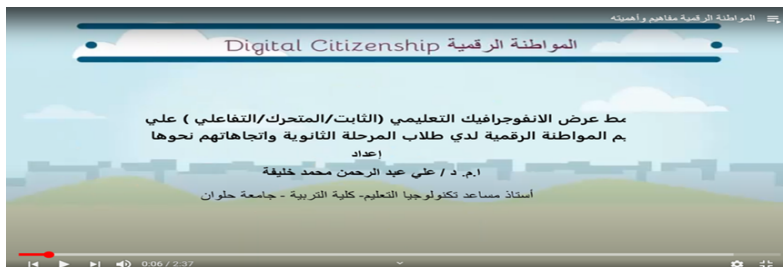 المواطنة الرقمية مفاهيم وأهميته
المواطنة الرقمية Digital Citizenship
مط عرض الانفوجرافيك التعليمي (الثابت/المتحرك/التفاعلي ) علي
يم المواطنة الرقمية لدي طلاب المرحلة الثانوية واتجاهاتهم نحوها
إعداد
ا.م. د / علي عبد الرحمن محمد خليفة
أستاذ مساعد تكنولوجيا التعليم- كلية التربية - جامعة حلوان
0:06 / 2:37